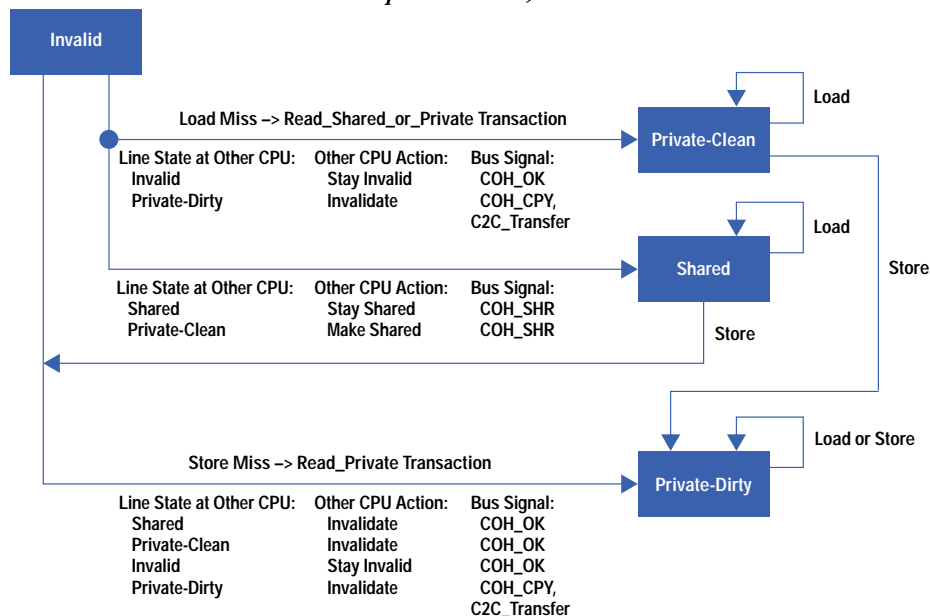 Invalid
Load
Load Miss –> Read_Shared_or_Private Transaction
Private-Clean
Line State at Other CPU: Other CPU Action: Bus Signal:
Invalid Stay Invalid COH_OK
Private-Dirty Invalidate COH_CPY,
C2C_Transfer
Load
Shared
Store
Line State at Other CPU: Other CPU Action: Bus Signal:
Shared Stay Shared COH_SHR
Private-Clean Make Shared COH_SHR
Store
Load or Store
Store Miss –> Read_Private Transaction
Private-Dirty
Line State at Other CPU: Other CPU Action: Bus Signal:
Shared Invalidate COH_OK
Private-Clean Invalidate COH_OK
Invalid Stay Invalid COH_OK
Private-Dirty Invalidate COH_CPY,
C2C_Transfer